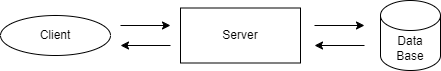 Client
Server
Data
Base